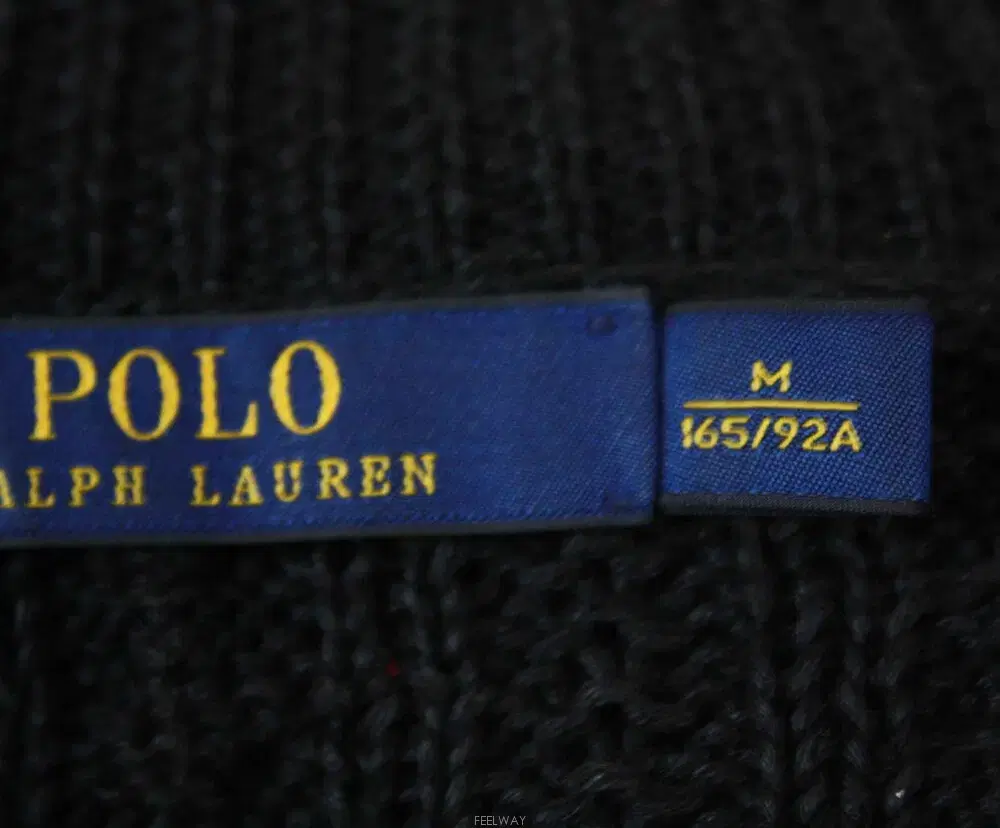 POLO
ALPH LAUREN
M
165/92A
FEELWAY